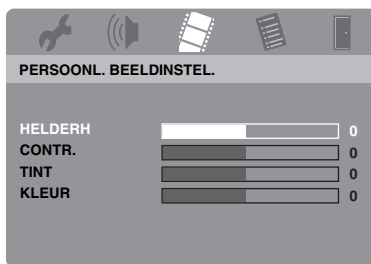 PERSOONL. BEELDINSTEL.
HELDERH 0
CONTR. 0
TINT 0
KLEUR 0